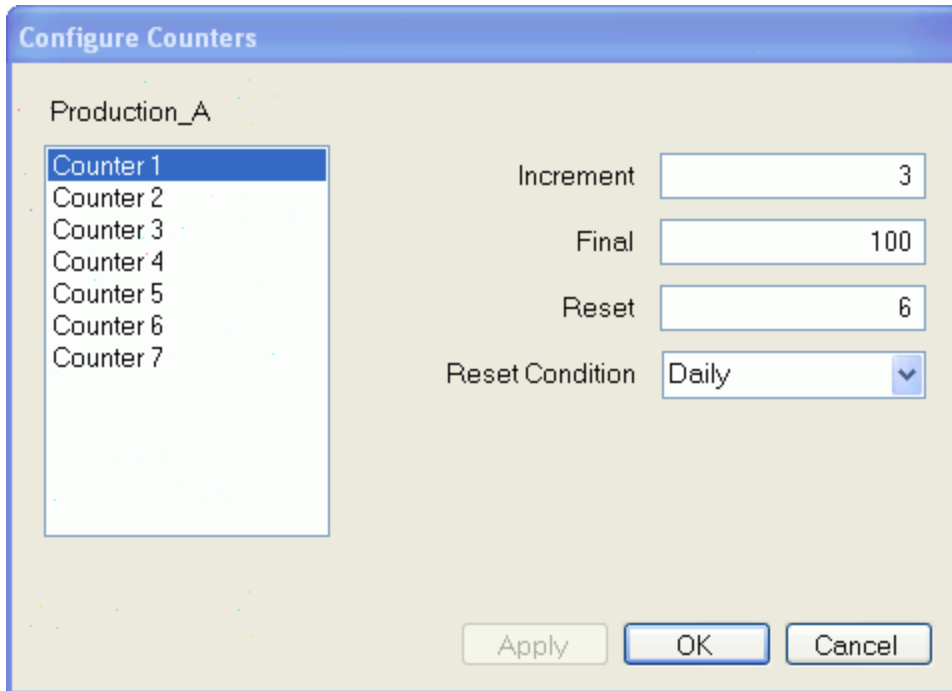 Configure Counters
Production_A
Counter 1
Counter 2
Counter 3
Counter 4
Counter 5
Counter 6
Counter 7
Increment 3
Final 100
Reset 6
Reset Condition Daily
Apply OK Cancel